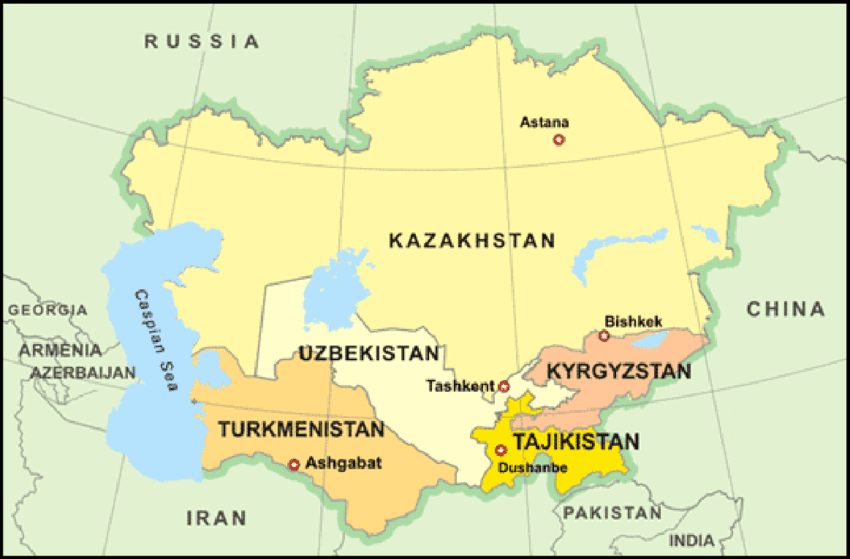 RUSSIA
Astana
KAZAKHSTAN
Caspian Sea
GEORGIA
CHINA
Bishkek
ARMENIA
UZBEKISTAN
AZERBAIJAN
KYRGYZSTAN
Tashkent
TURKMENISTAN
TAJIKISTAN
Ashgabat
Dushanbe
IRAN
PAKISTAN
INDIA